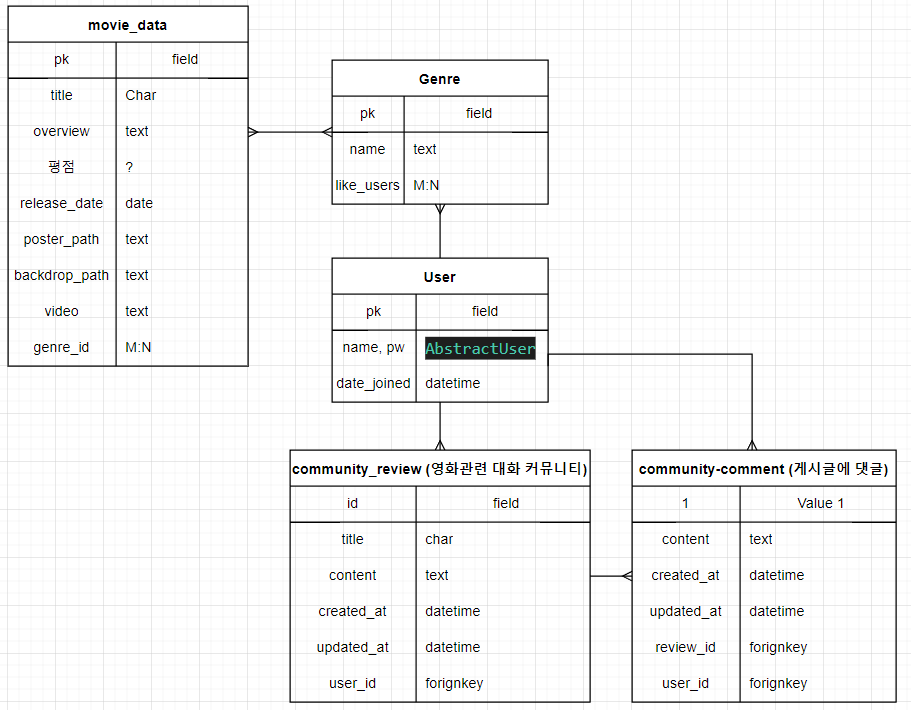 movie_data
pk field
title Char
overview text
평점 ?
release_date date
poster_path text
backdrop_path text
video text
genre_id M:N
Genre
pk field
name text
like_users M:N
User
pk field
name, pw AbstractUser
date_joined datetime
community_review (영화관련 대화 커뮤니티)
id field
title char
content text
created_at datetime
updated_at datetime
user_id forignkey
community-comment (게시글에 댓글)
1 Value 1
content text
created_at datetime
updated_at datetime
review_id forignkey
user_id forignkey